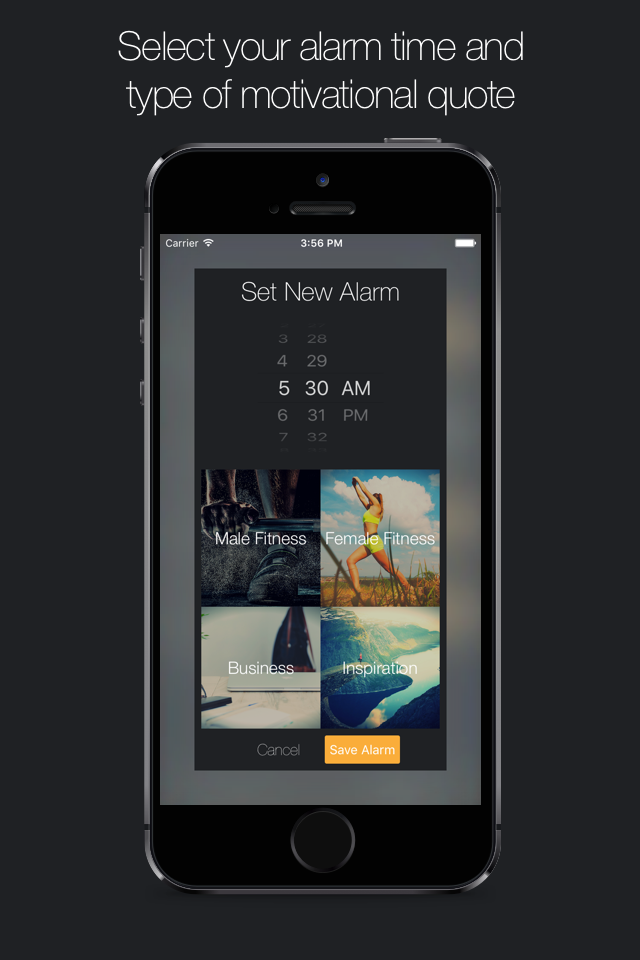 Select your alarm time and
type of motivational quote
Carrier 3:56 PM
Set New Alarm
3 28
4 29
5 30 AM
6 31 PM
7 32
Male Fitness Female Fitness
Business Inspiration
Cancel Save Alarm